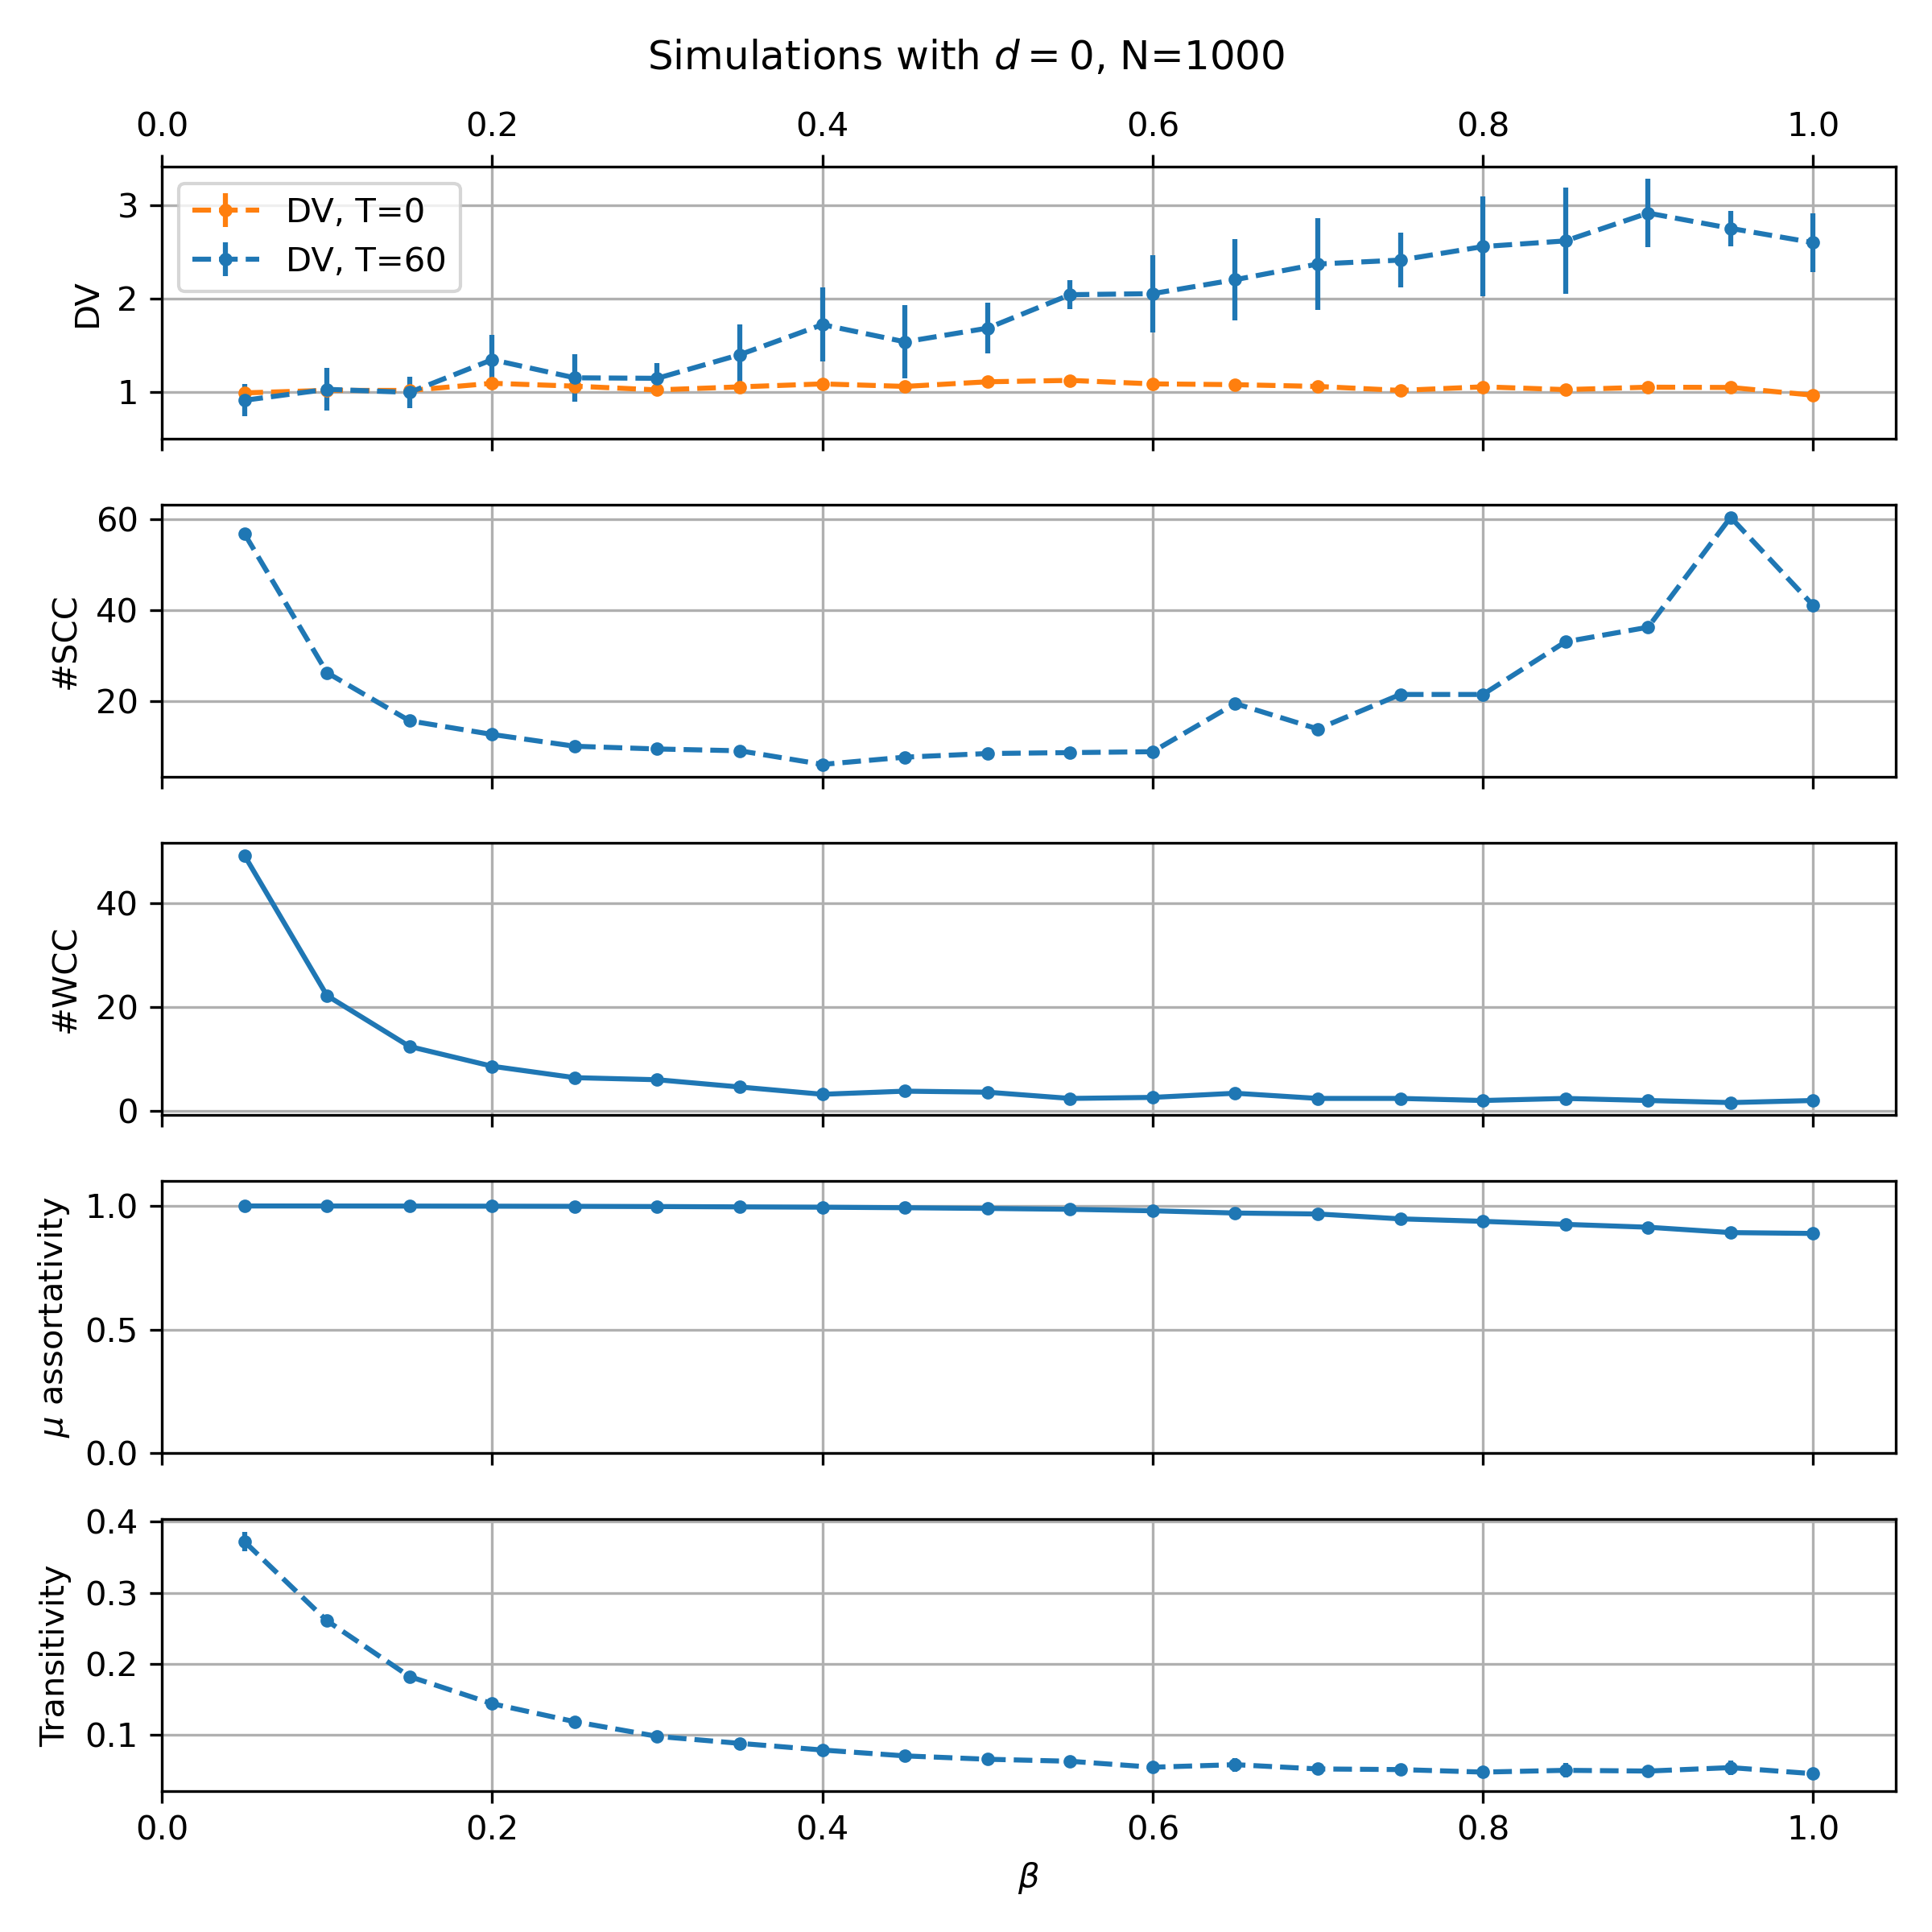 Simulations with d = 0, N=1000
0.0 0.2 0.4 0.6 0.8 1.0
DV, T=0
DV, T=60
3
2
1
DV
60
40
20
#SCC
40
20
0
#WCC
1.0
0.5
0.0
μ assortativity
0.4
0.3
0.2
0.1
Transitivity
0.0 0.2 0.4 0.6 0.8 1.0
β